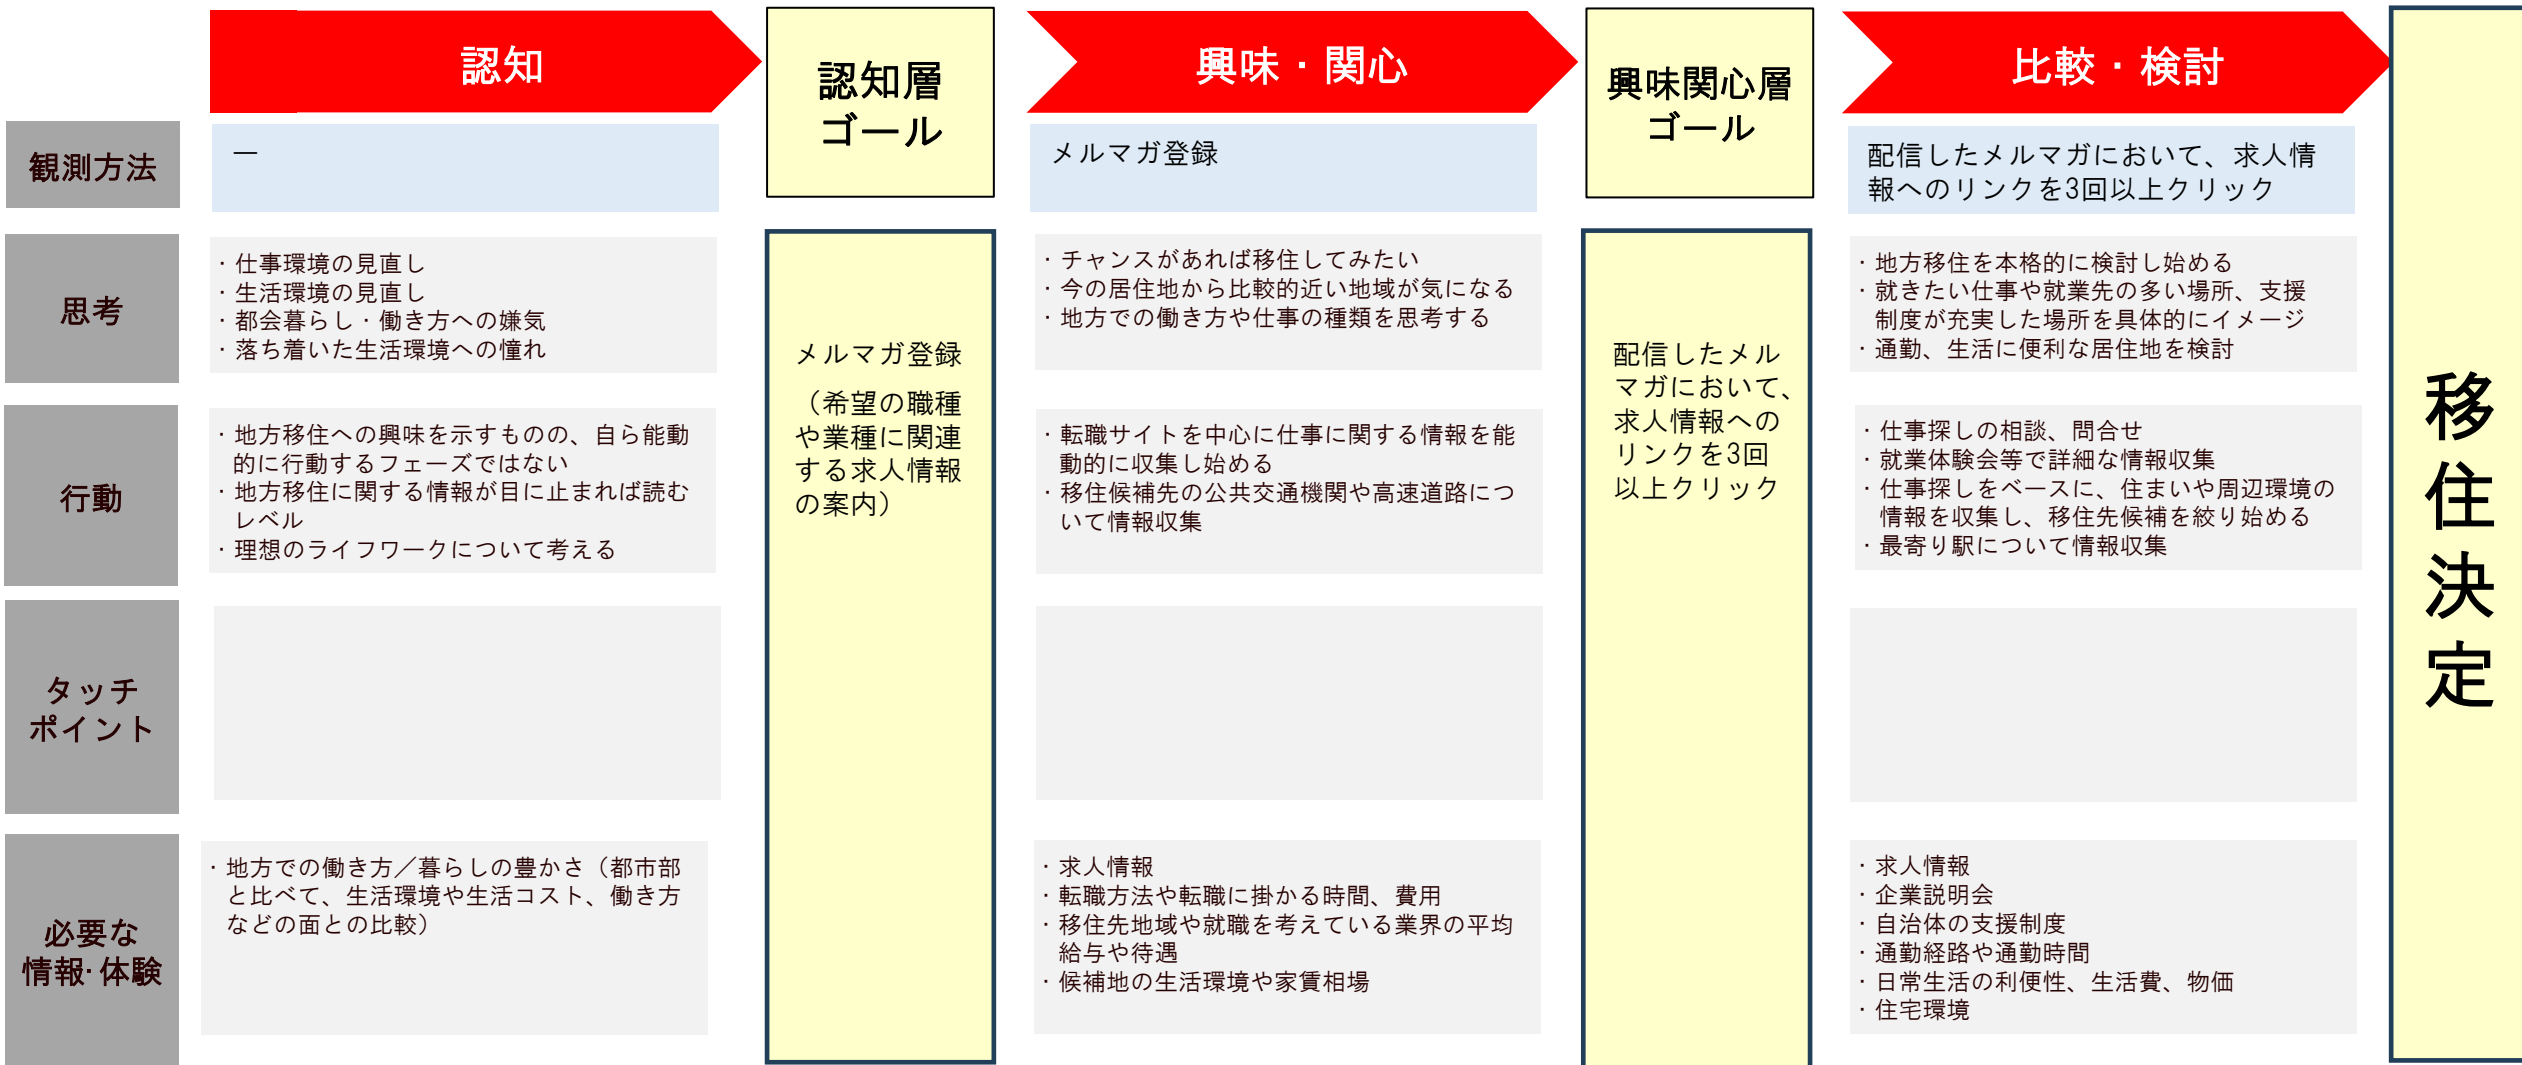 認知
認知層
ゴール
興味・関心
興味関心層
ゴール
比較・検討
移住決定
観測方法
―
メルマガ登録
配信したメルマガにおいて、求人情
報へのリンクを3回以上クリック
思考
・仕事環境の見直し
・生活環境の見直し
・都会暮らし・働き方への嫌気
・落ち着いた生活環境への憧れ
メルマガ登録
（希望の職種
や業種に関連
する求人情報
の案内）
・チャンスがあれば移住してみたい
・今の居住地から比較的近い地域が気になる
・地方での働き方や仕事の種類を思考する
配信したメル
マガにおいて、
求人情報への
リンクを3回
以上クリック
・地方移住を本格的に検討し始める
・就きたい仕事や就業先の多い場所、支援
制度が充実した場所を具体的にイメージ
・通勤、生活に便利な居住地を検討
行動
・地方移住への興味を示すものの、自ら能動
的に行動するフェーズではない
・地方移住に関する情報が目に止まれば読む
レベル
・理想のライフワークについて考える
・転職サイトを中心に仕事に関する情報を能
動的に収集し始める
・移住候補先の公共交通機関や高速道路につ
いて情報収集
・仕事探しの相談、問合せ
・就業体験会等で詳細な情報収集
・仕事探しをベースに、住まいや周辺環境の
情報を収集し、移住先候補を絞り始める
・最寄り駅について情報収集
タッチ
ポイント
必要な
情報・体験
・地方での働き方／暮らしの豊かさ（都市部
と比べて、生活環境や生活コスト、働き方
などの面との比較）
・求人情報
・転職方法や転職に掛かる時間、費用
・移住先地域や就職を考えている業界の平均
給与や待遇
・候補地の生活環境や家賃相場
・求人情報
・企業説明会
・自治体の支援制度
・通勤経路や通勤時間
・日常生活の利便性、生活費、物価
・住宅環境